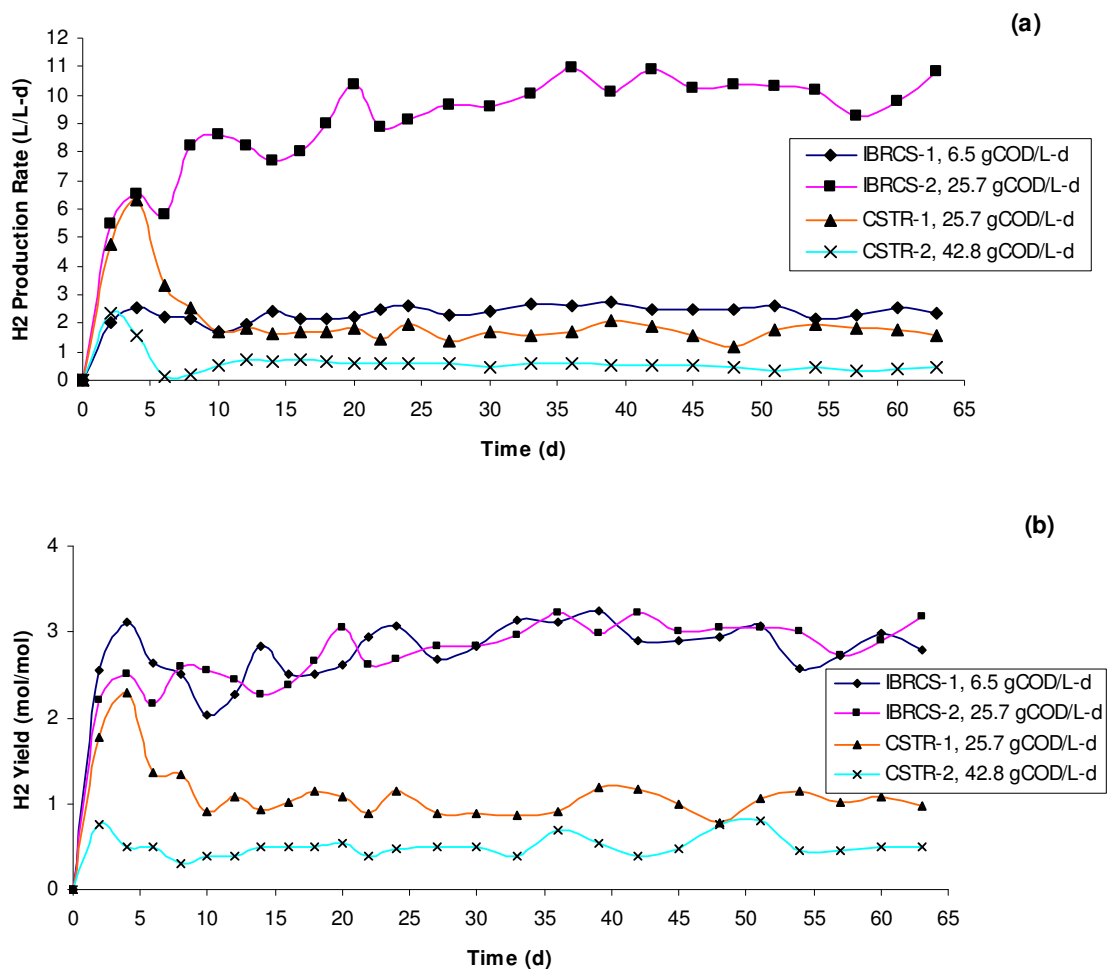 (a)
H2 Production Rate (L/L-d)
12
11
10
9
8
7
6
5
4
3
2
1
0
IBRCS-1, 6.5 gCOD/L-d
IBRCS-2, 25.7 gCOD/L-d
CSTR-1, 25.7 gCOD/L-d
CSTR-2, 42.8 gCOD/L-d
0 5 10 15 20 25 30 35 40 45 50 55 60 65
Time (d)
(b)
H2 Yield (mol/mol)
4
3
2
1
0
IBRCS-1, 6.5 gCOD/L-d
IBRCS-2, 25.7 gCOD/L-d
CSTR-1, 25.7 gCOD/L-d
CSTR-2, 42.8 gCOD/L-d
0 5 10 15 20 25 30 35 40 45 50 55 60 65
Time (d)